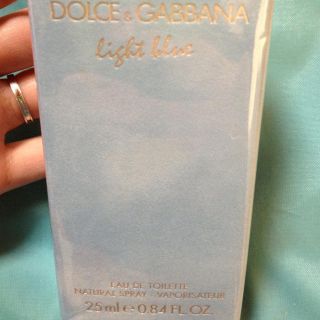 DOLCE & GABBANA
light blue
EAU DE TOILETTE
NATURAL SPRAY - VAPORISATEUR
25 ml ℮ 0.84 FL. OZ.